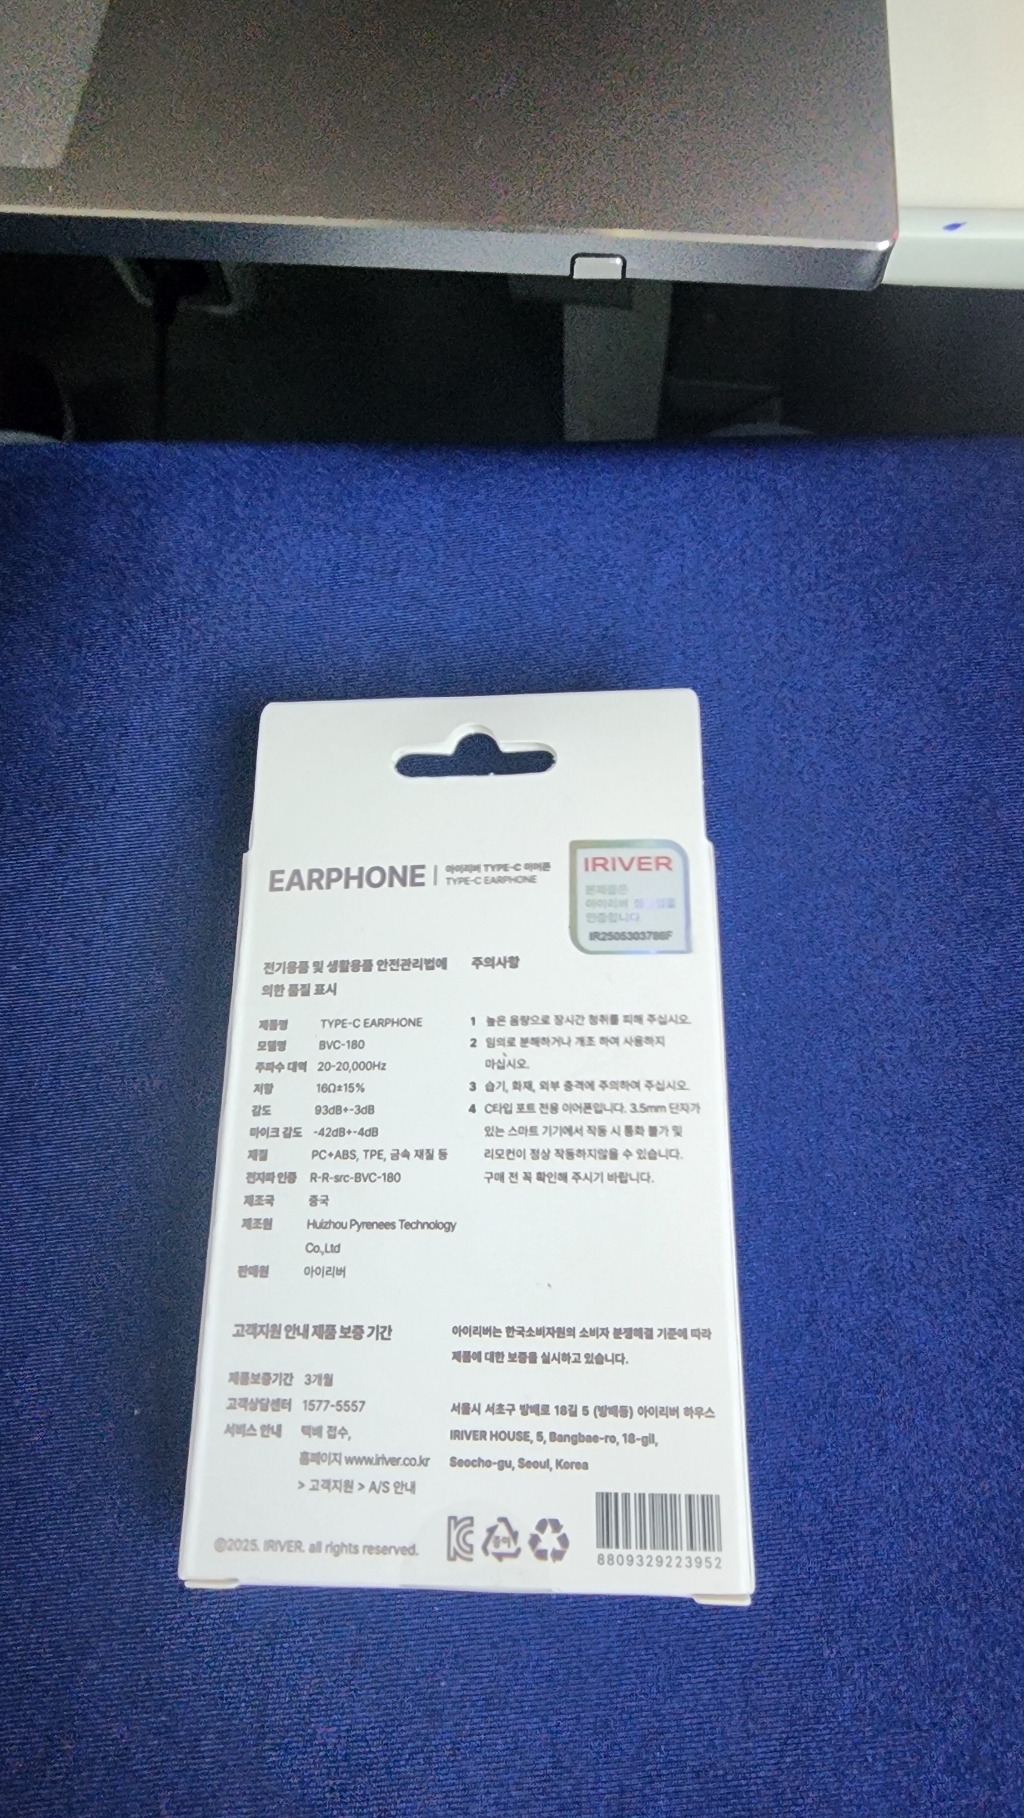 EARPHONE
아이리버 TYPE-C 이어폰
TYPE-C EARPHONE
IRIVER
본제품은
아이리버
인증합니다
전기용품 및 생활용품 안전관리법에
의한 품질 표시
제품명 TYPE-C EARPHONE
모델명 BVC-180
주파수 대역 20-20,000Hz
저항 16Ω±15%
감도 93dB+-3dB
마이크 감도 -42dB+-4dB
재질 PC+ABS, TPE, 금속 재질 등
전자파 인증 R-R-src-BVC-180
제조국 중국
제조원 Huizhou Pyrenees Technology
Co.,Ltd
판매원 아이리버
주의사항
1 높은 음량으로 장시간 청취를 피해 주십시오.
2 임의로 분해하거나 개조 하여 사용하지
마십시오.
3 습기, 화재, 외부 충격에 주의하여 주십시오.
4 C타입 포트 전용 이어폰입니다. 3.5mm 단자가
있는 스마트 기기에서 작동 시 통화 불가 및
리모컨이 정상 작동하지않을 수 있습니다.
구매 전 꼭 확인해 주시기 바랍니다.
고객지원 안내 제품 보증 기간
제품보증기간 3개월
고객상담센터 1577-5557
서비스 안내 택배 접수,
홈페이지 www.iriver.co.kr
> 고객지원 > A/S 안내
아이리버는 한국소비자원의 소비자 분쟁해결 기준에 따라
제품에 대한 보증을 실시하고 있습니다.
서울시 서초구 방배로 18길 5 (방배동) 아이리버 하우스
IRIVER HOUSE, 5, Bangbae-ro, 18-gil,
Seocho-gu, Seoul, Korea
©2025. IRIVER. all rights reserved.
종이
8809329223952